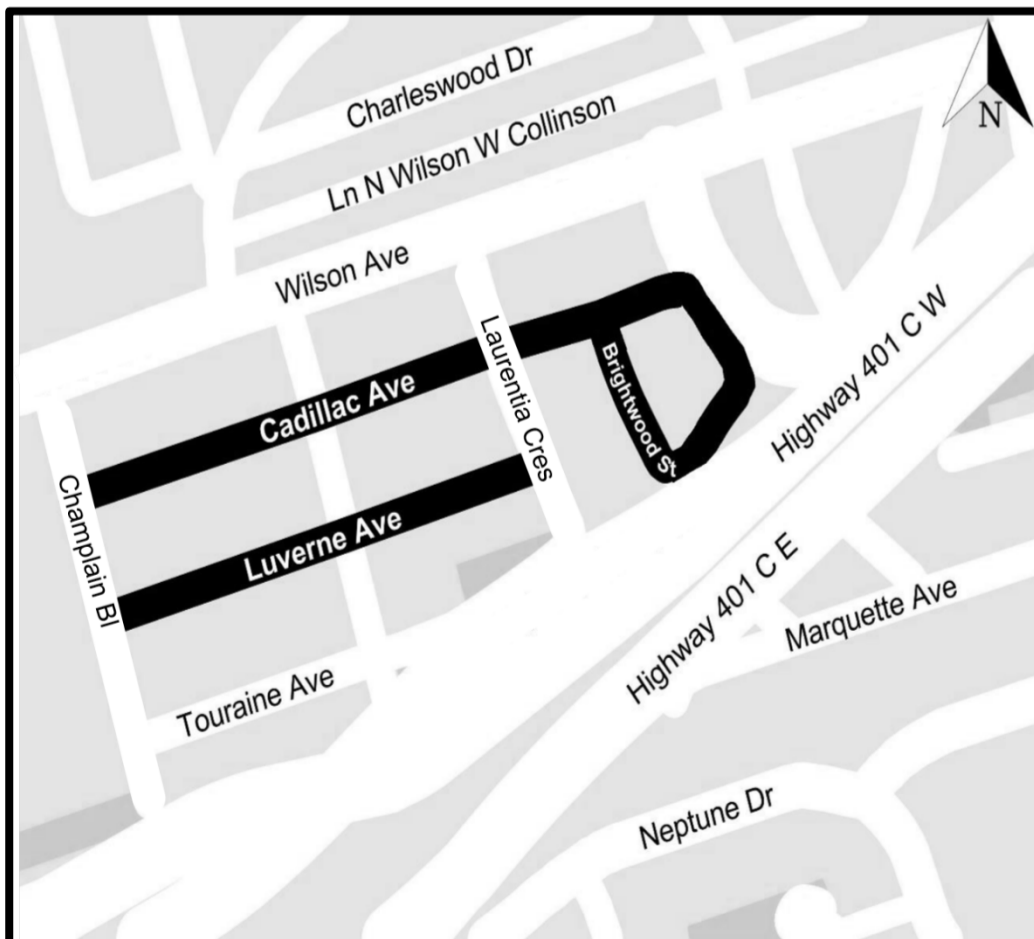 Charleswood Dr
N
Ln N Wilson W Collinson
Wilson Ave
Laurentia Cres
Highway 401 C W
Cadillac Ave
Brightwood St
Champlain Bl
Luverne Ave
Highway 401 C E
Marquette Ave
Touraine Ave
Neptune Dr